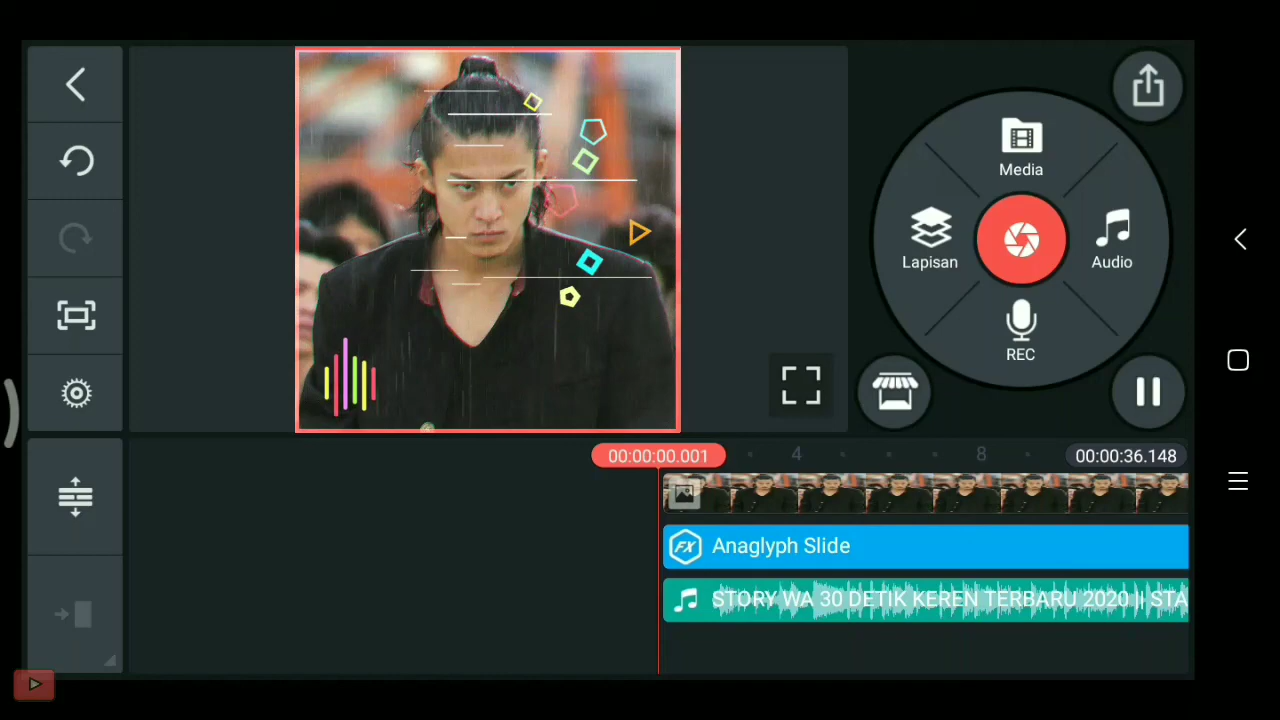 Media
Lapisan
Audio
REC
00:00:00.001
4
8
00:00:36.148
FX
Anaglyph Slide
STORY WA 30 DETIK KEREN TERBARU 2020 || STA